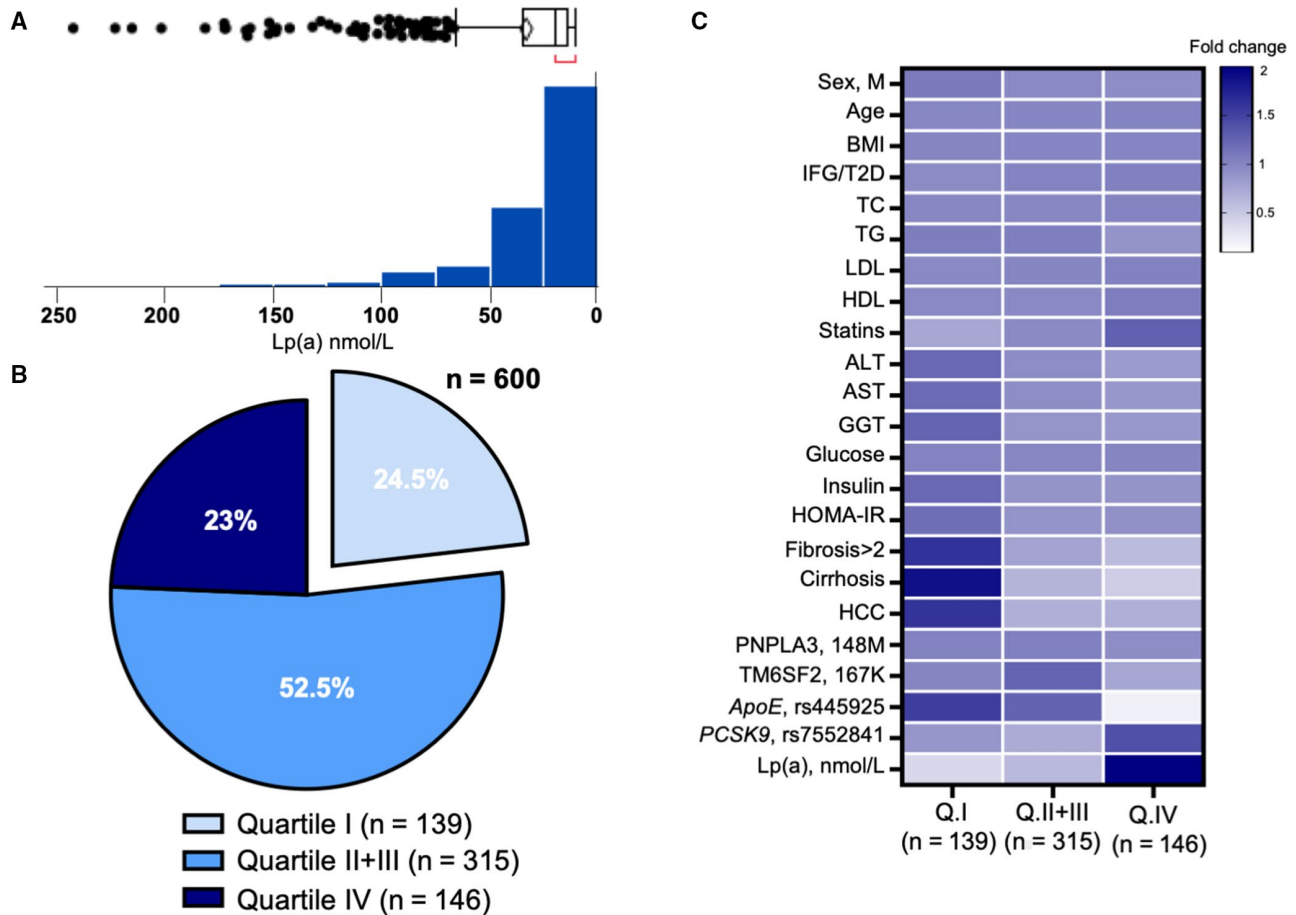 A
250
200
150
100
50
0
Lp(a) nmol/L
B
n = 600
24.5%
23%
52.5%
Quartile I (n = 139)
Quartile II+III (n = 315)
Quartile IV (n = 146)
C
Fold change
2
1.5
1
0.5
Sex, M
Age
BMI
IFG/T2D
TC
TG
LDL
HDL
Statins
ALT
AST
GGT
Glucose
Insulin
HOMA-IR
Fibrosis>2
Cirrhosis
HCC
PNPLA3, 148M
TM6SF2, 167K
ApoE, rs445925
PCSK9, rs7552841
Lp(a), nmol/L
Q.I Q.II+III Q.IV
(n = 139) (n = 315) (n = 146)